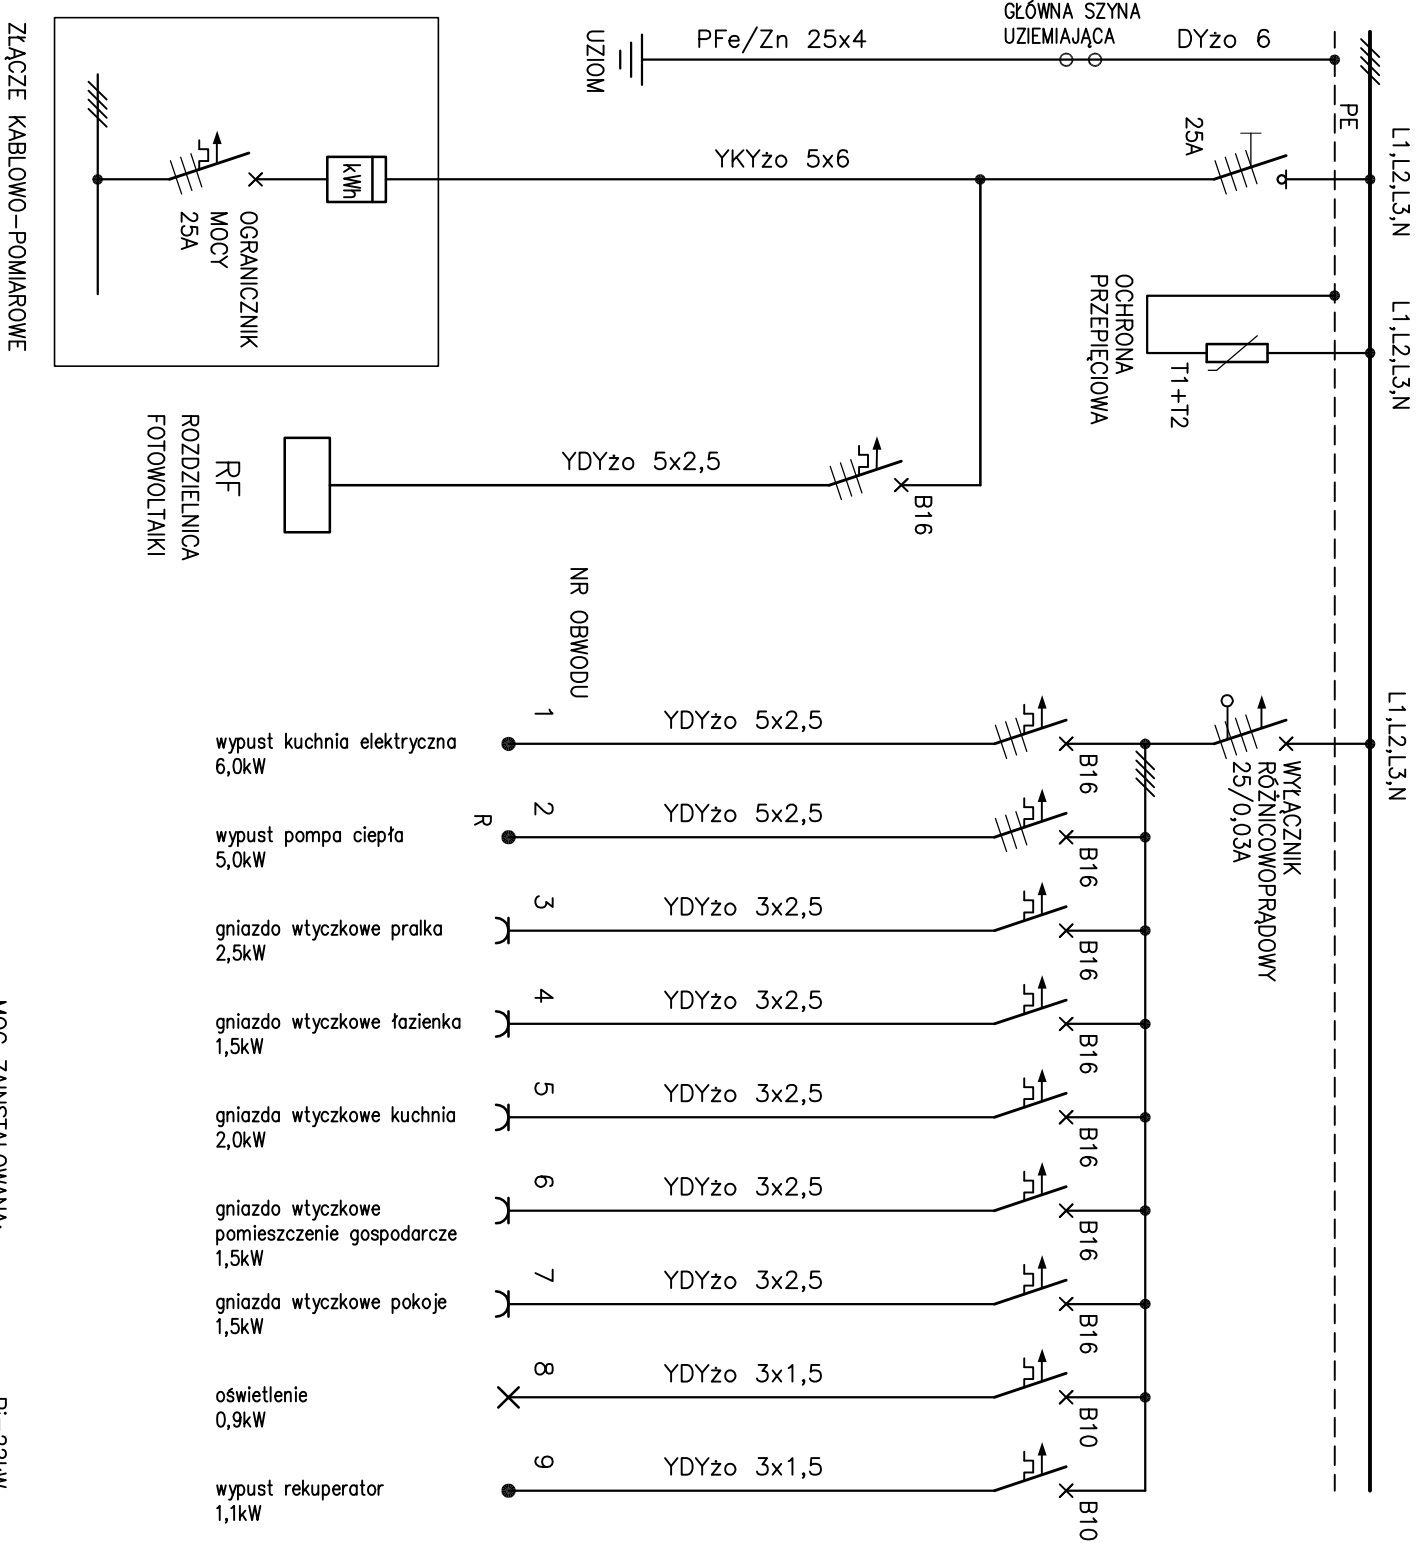 GŁÓWNA SZYNA
UZIEMIAJĄCA
PFe/Zn 25x4
DYżo 6
UZIOM
PE
L1,L2,L3,N
25A
YKYżo 5x6
kWh
OGRANICZNIK
MOCY
25A
ZŁĄCZE KABLOWO-POMIAROWE
L1,L2,L3,N
OCHRONA
PRZEPIĘCIOWA
T1+T2
YDYżo 5x2,5
B16
RF
ROZDZIELNICA
FOTOWOLTAIKI
NR OBWODU
L1,L2,L3,N
WYŁĄCZNIK
RÓŻNICOWOPRĄDOWY
25/0,03A
1
YDYżo 5x2,5
B16
wypust kuchnia elektryczna
6,0kW
2
R
YDYżo 5x2,5
B16
wypust pompa ciepła
5,0kW
3
YDYżo 3x2,5
B16
gniazdo wtyczkowe pralka
2,5kW
4
YDYżo 3x2,5
B16
gniazdo wtyczkowe łazienka
1,5kW
5
YDYżo 3x2,5
B16
gniazda wtyczkowe kuchnia
2,0kW
6
YDYżo 3x2,5
B16
gniazdo wtyczkowe
pomieszczenie gospodarcze
1,5kW
7
YDYżo 3x2,5
B16
gniazda wtyczkowe pokoje
1,5kW
8
YDYżo 3x1,5
B10
oświetlenie
0,9kW
9
YDYżo 3x1,5
B10
wypust rekuperator
1,1kW